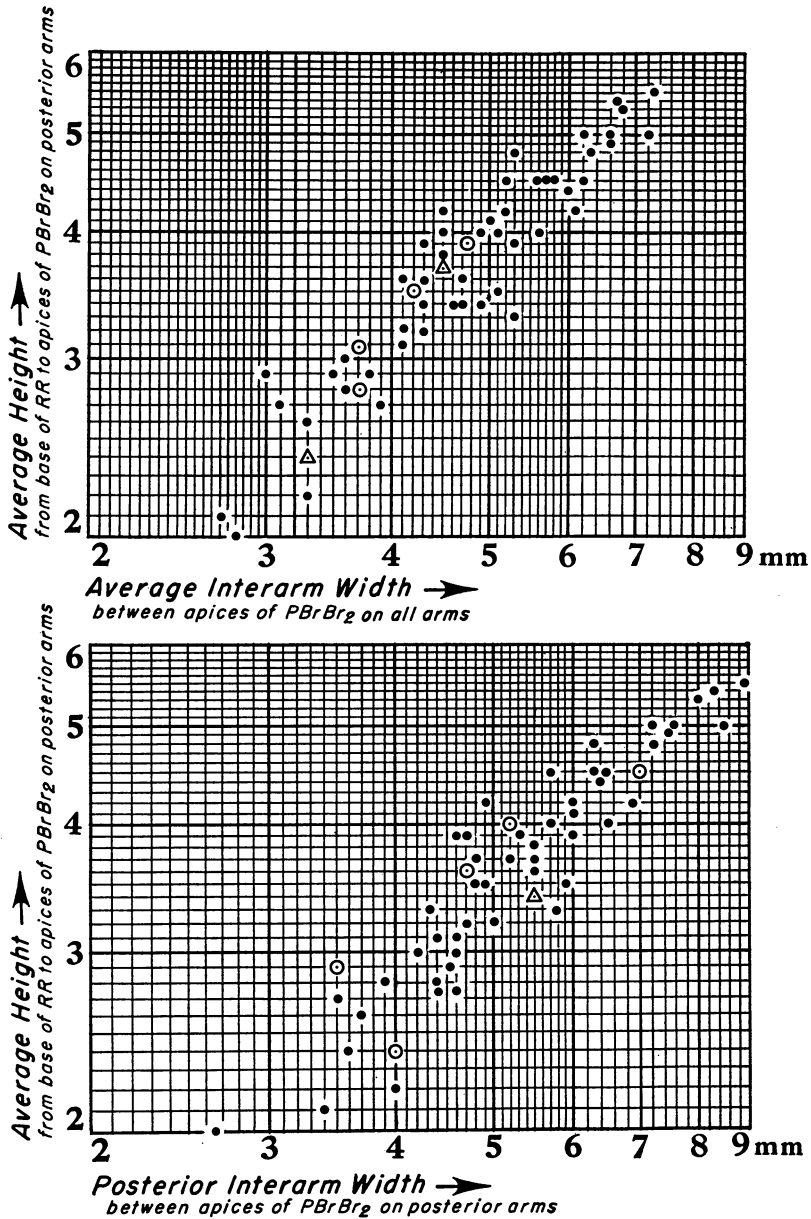 Average Height
from base of RR to apices of PBrBr2 on posterior arms
6
5
4
3
2
2 3 4 5 6 7 8 9 mm
Average Interarm Width
between apices of PBrBr2 on all arms
Average Height
from base of RR to apices of PBrBr2 on posterior arms
6
5
4
3
2
2 3 4 5 6 7 8 9 mm
Posterior Interarm Width
between apices of PBrBr2 on posterior arms